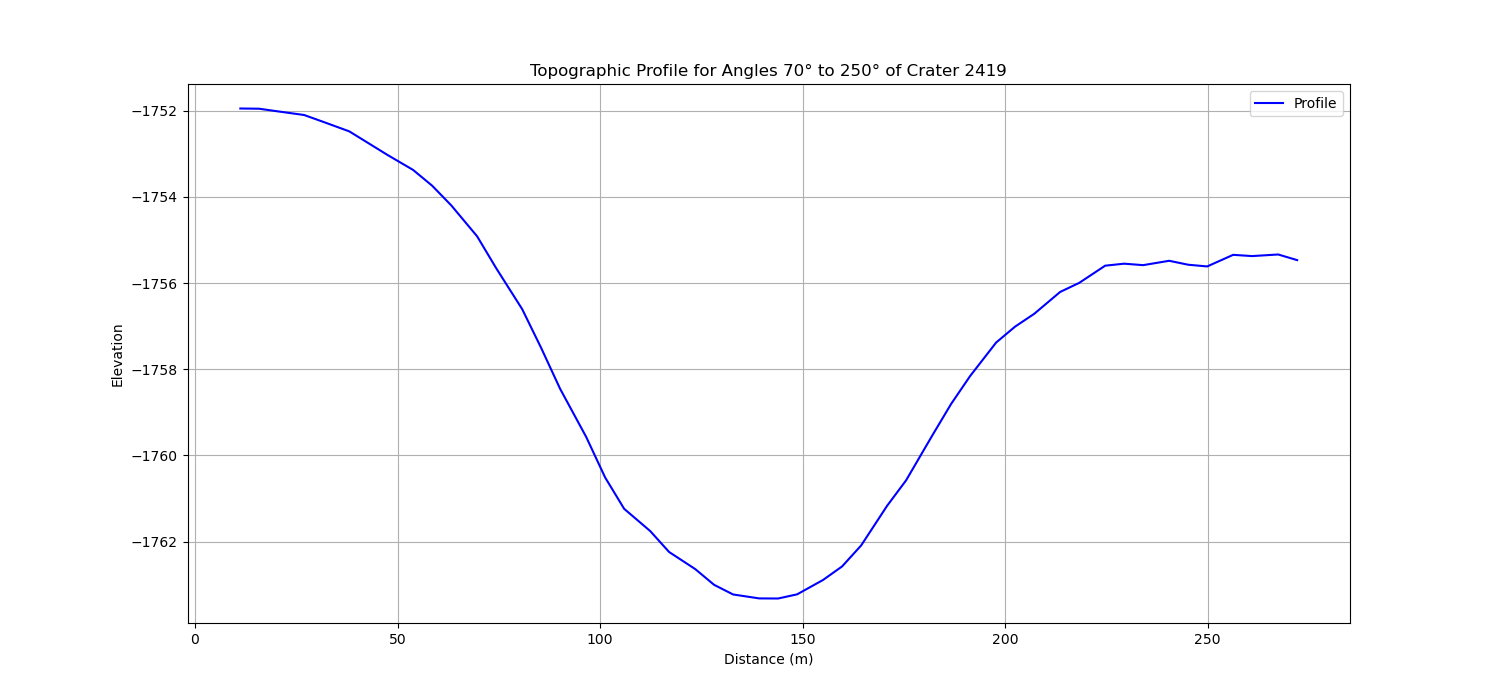 Topographic Profile for Angles 70° to 250° of Crater 2419
Profile
−1752
−1754
−1756
−1758
−1760
−1762
Elevation
0 50 100 150 200 250
Distance (m)